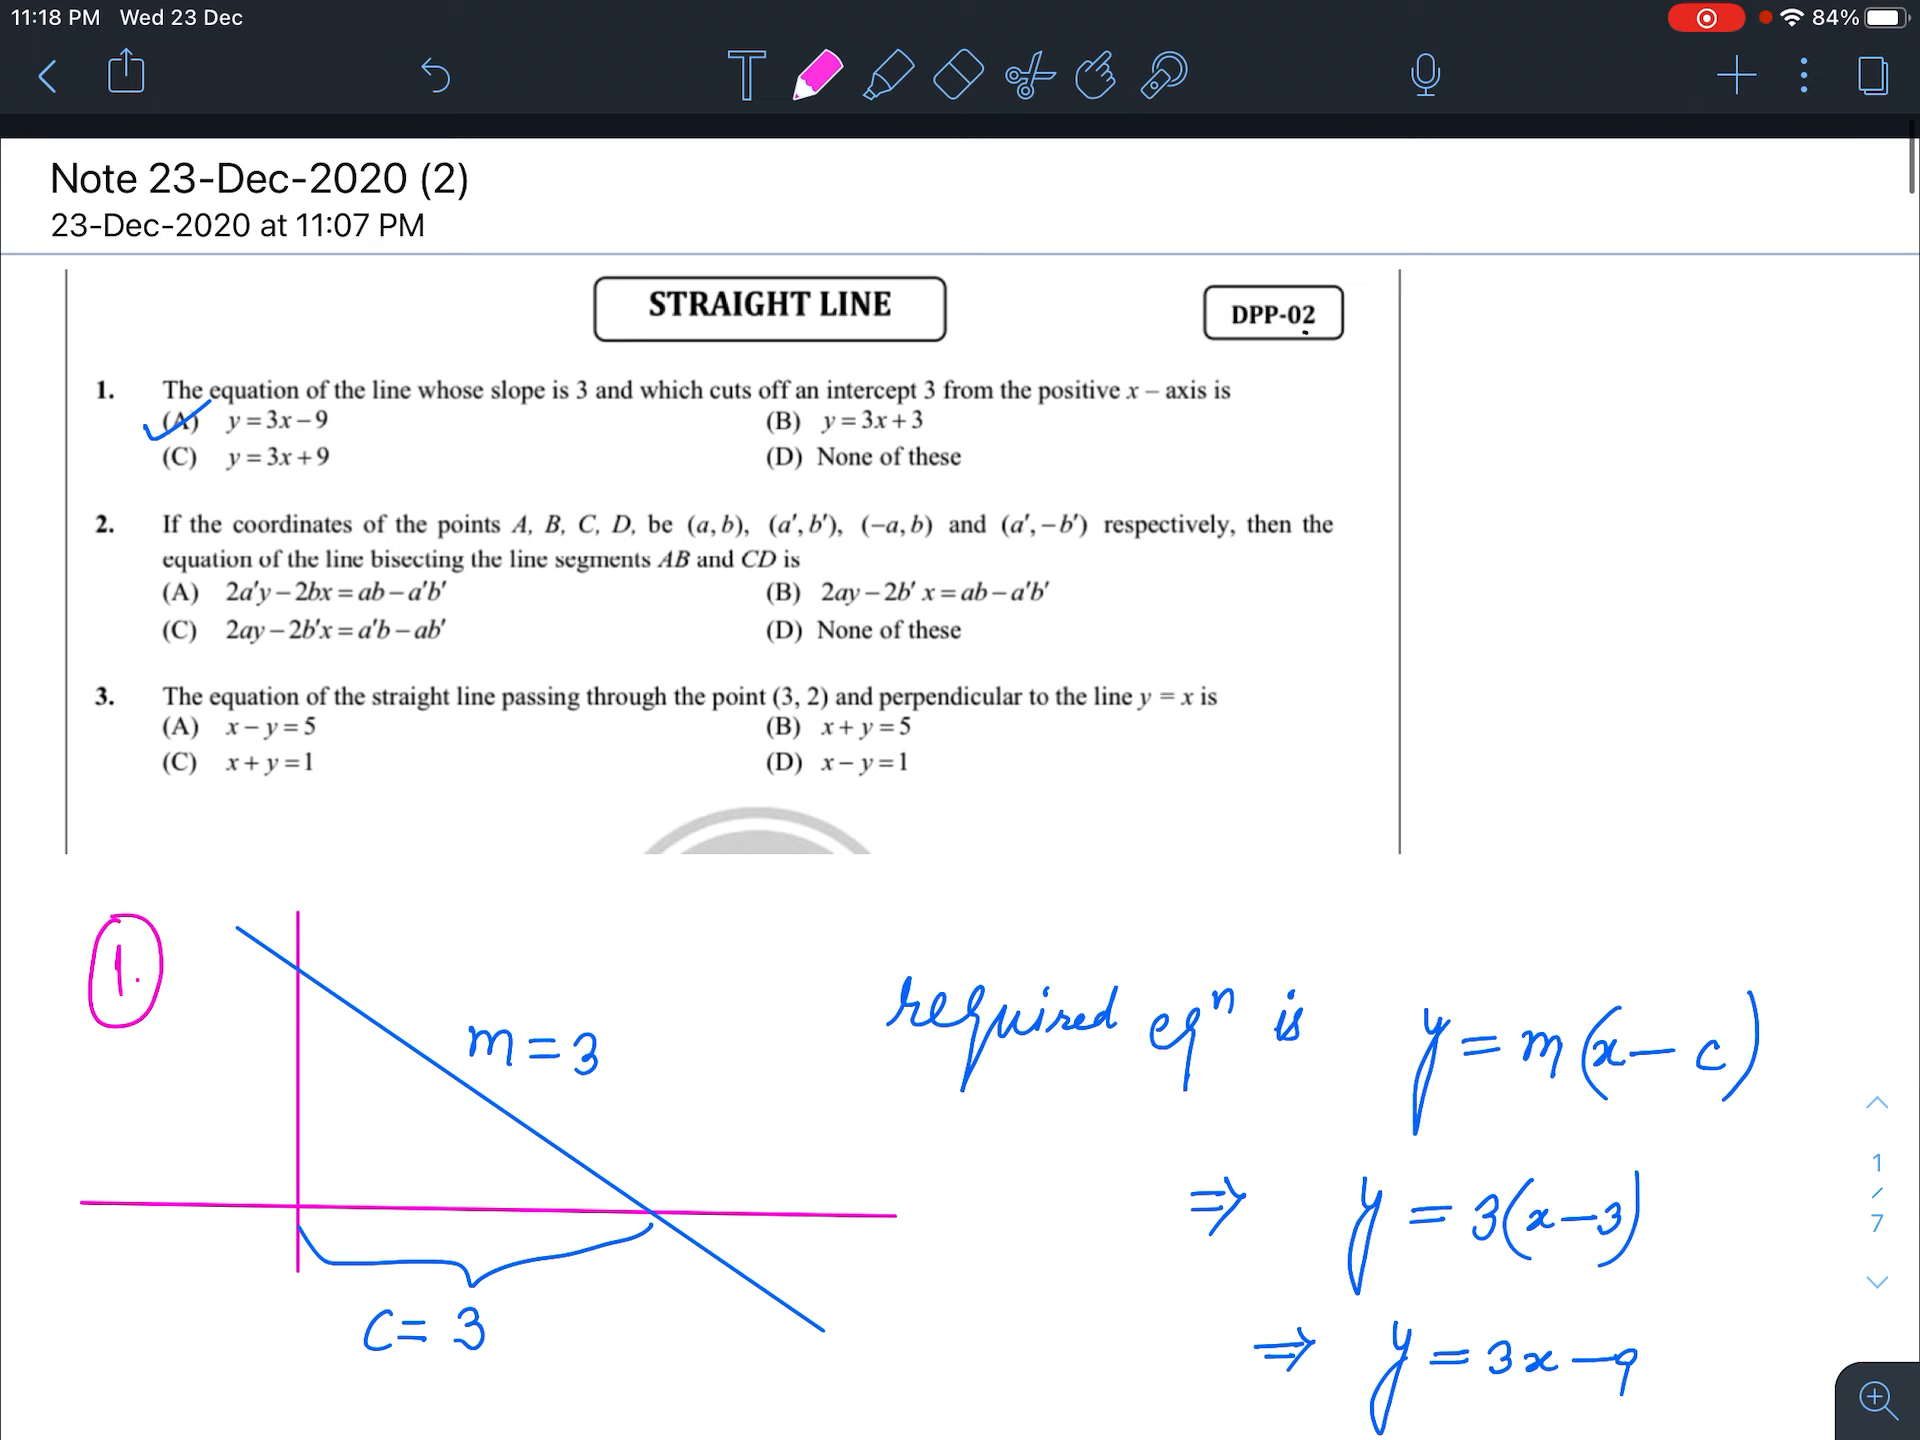 11:18 PM Wed 23 Dec 84%
T
Note 23-Dec-2020 (2)
23-Dec-2020 at 11:07 PM
STRAIGHT LINE
DPP-02
1. The equation of the line whose slope is 3 and which cuts off an intercept 3 from the positive x – axis is
(A) y = 3x – 9 (B) y = 3x + 3
(C) y = 3x + 9 (D) None of these
2. If the coordinates of the points A, B, C, D, be (a, b), (a′, b′), (−a, b) and (a′, −b′) respectively, then the
equation of the line bisecting the line segments AB and CD is
(A) 2a′y – 2bx = ab – a′b′ (B) 2ay – 2b′ x = ab – a′b′
(C) 2ay – 2b′x = a′b – ab′ (D) None of these
3. The equation of the straight line passing through the point (3, 2) and perpendicular to the line y = x is
(A) x – y = 5 (B) x + y = 5
(C) x + y = 1 (D) x – y = 1
1.
m = 3
required eqⁿ is y = m(x – c)
⇒ y = 3(x – 3)
c = 3
⇒ y = 3x – 9
1
/
7